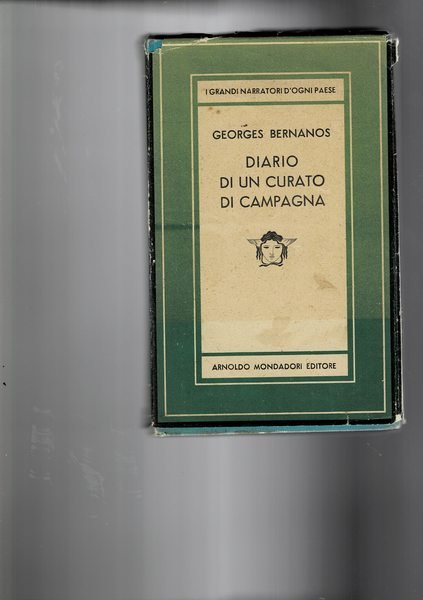 I GRANDI NARRATORI D'OGNI PAESE
GEORGES BERNANOS
DIARIO
DI UN CURATO
DI CAMPAGNA
ARNOLDO MONDADORI EDITORE